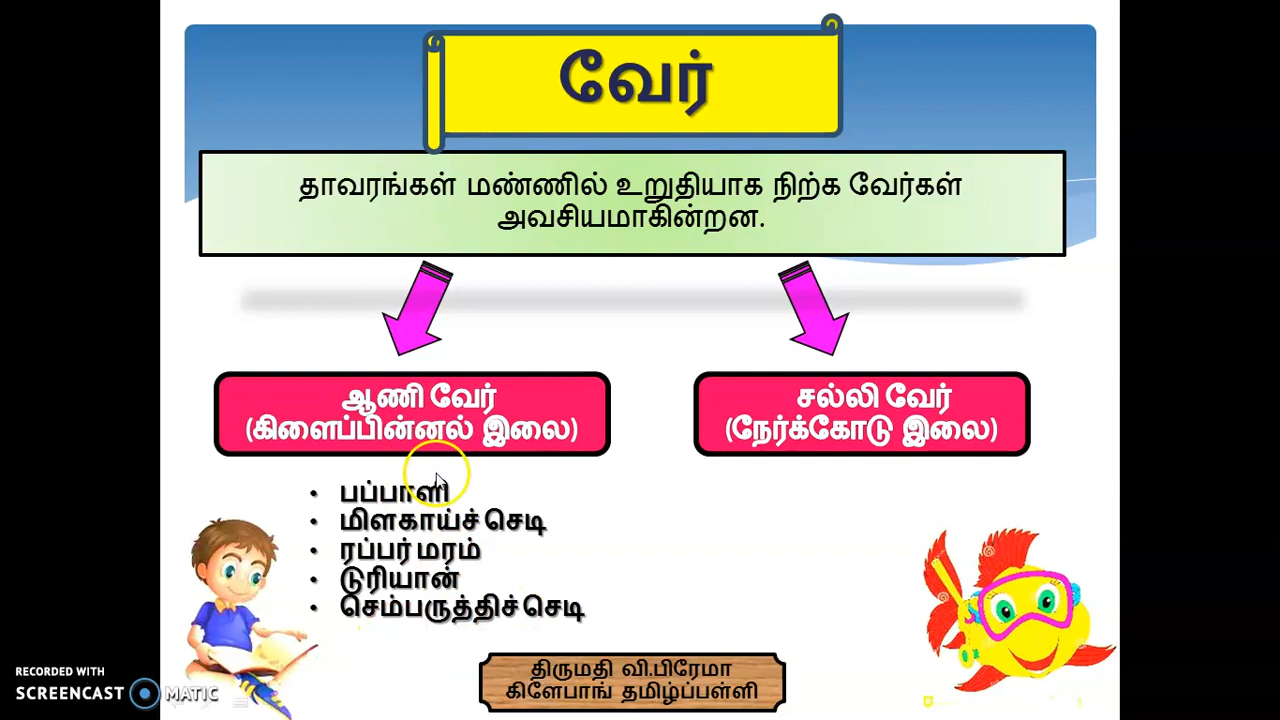 வேர்
தாவரங்கள் மண்ணில் உறுதியாக நிற்க வேர்கள்
அவசியமாகின்றன.
ஆணி வேர்
(கிளைப்பின்னல் இலை)
சல்லி வேர்
(நேர்க்கோடு இலை)
• பப்பாளி
• மிளகாய்ச் செடி
• ரப்பர் மரம்
• டுரியான்
• செம்பருத்திச் செடி
திருமதி வி.பிரேமா
கிளேபாங் தமிழ்ப்பள்ளி
RECORDED WITH
SCREENCAST MATIC